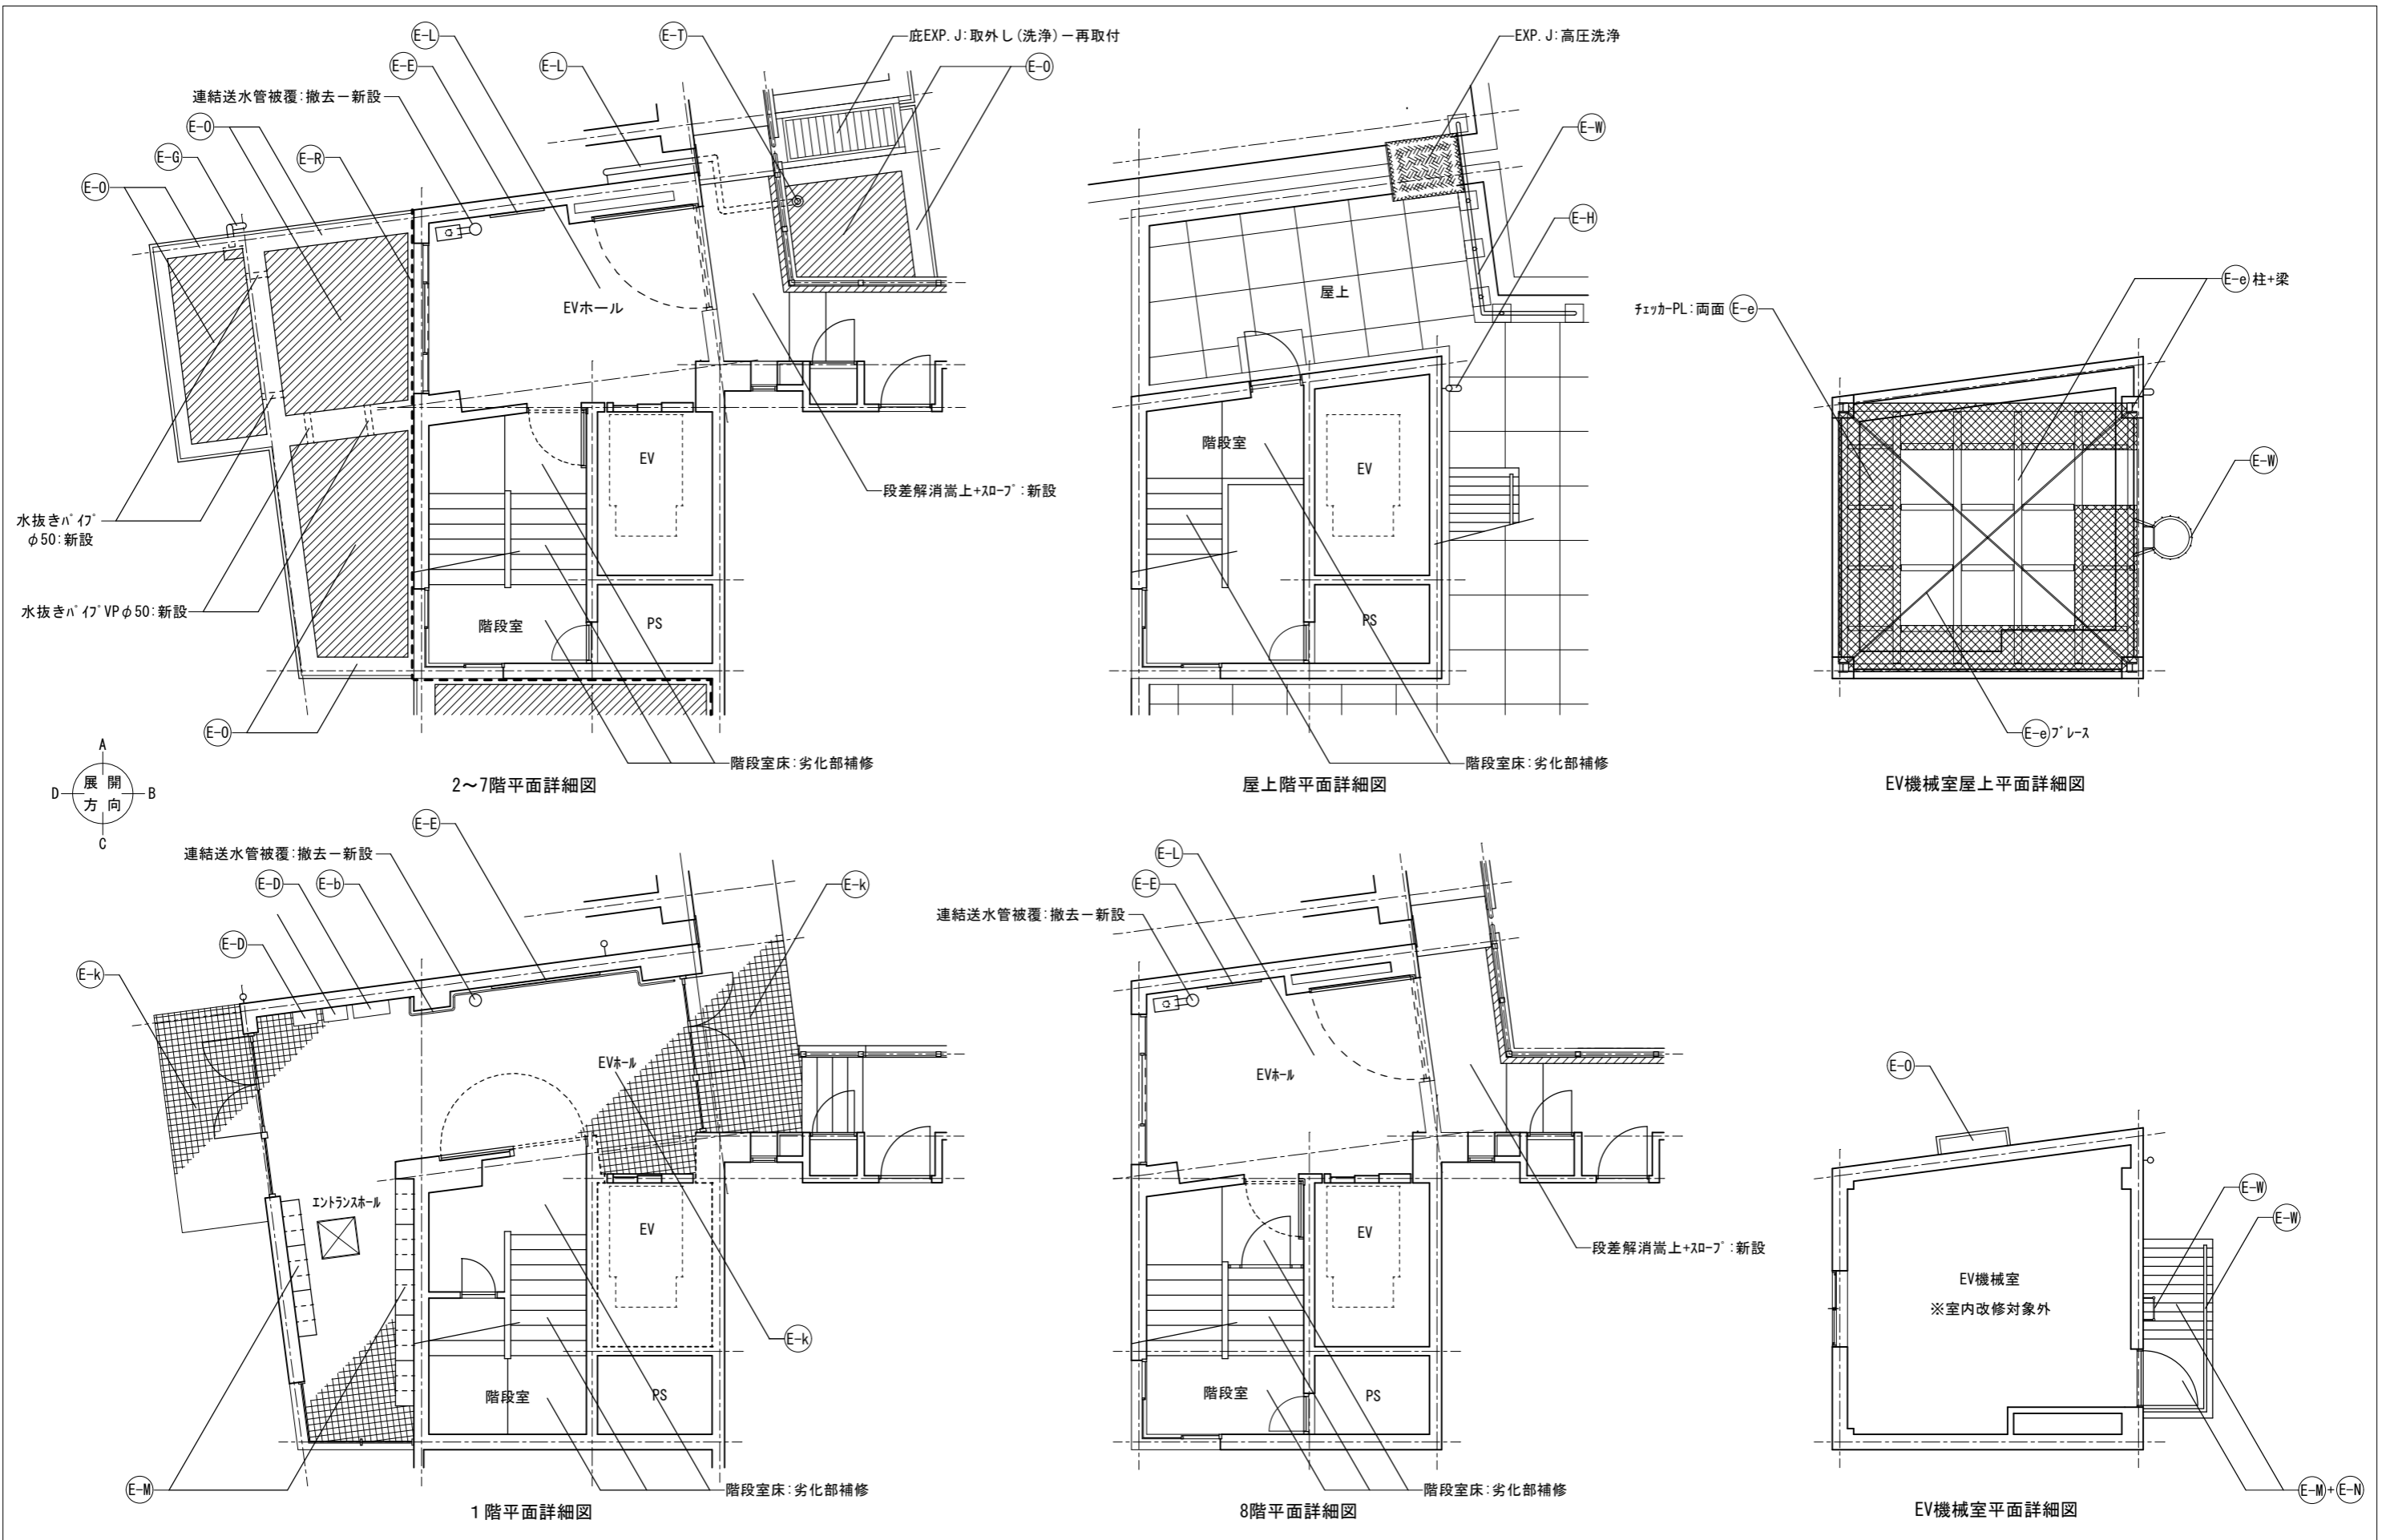 E-L
E-E
E-L
E-T
庇EXP.J:取外し(洗浄)ー再取付
E-O
連結送水管被覆:撤去ー新設
E-O
E-G
E-R
E-O
EVホール
EV
階段室
PS
段差解消嵩上+ｽﾛｰﾌﾟ:新設
水抜きﾊﾟｲﾌﾟ
φ50:新設
水抜きﾊﾟｲﾌﾟVPφ50:新設
E-O
階段室床:劣化部補修
2〜7階平面詳細図
EXP.J:高圧洗浄
E-W
E-H
屋上
階段室
EV
PS
階段室床:劣化部補修
屋上階平面詳細図
チェッカーPL:両面 E-e
E-e 柱+梁
E-W
E-e ﾌﾞﾚｰｽ
EV機械室屋上平面詳細図
A
D 展開 B
方向
C
E-E
連結送水管被覆:撤去ー新設
E-D
E-b
E-D
E-k
E-k
EVホール
エントランスホール
EV
E-k
階段室
PS
E-M
階段室床:劣化部補修
1階平面詳細図
E-L
E-E
連結送水管被覆:撤去ー新設
EVホール
EV
段差解消嵩上+ｽﾛｰﾌﾟ:新設
階段室
PS
階段室床:劣化部補修
8階平面詳細図
E-O
E-W
E-W
EV機械室
※室内改修対象外
E-M+E-N
EV機械室平面詳細図